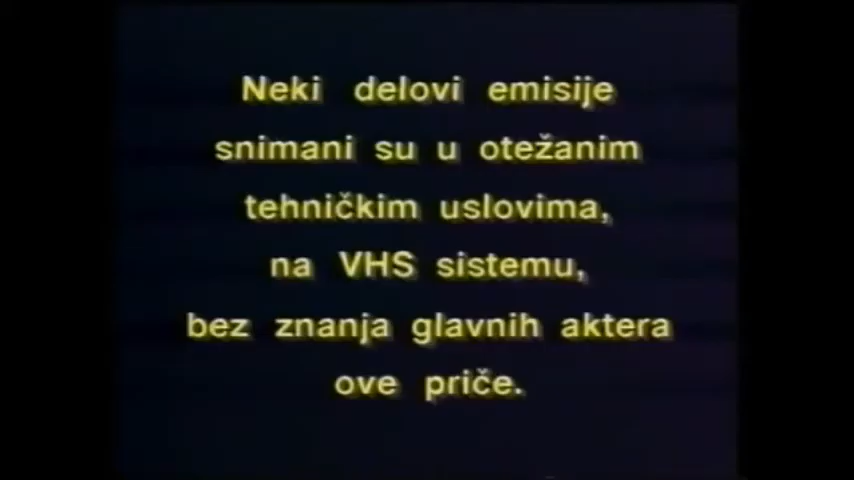 Neki delovi emisije
snimani su u otežanim
tehničkim uslovima,
na VHS sistemu,
bez znanja glavnih aktera
ove priče.